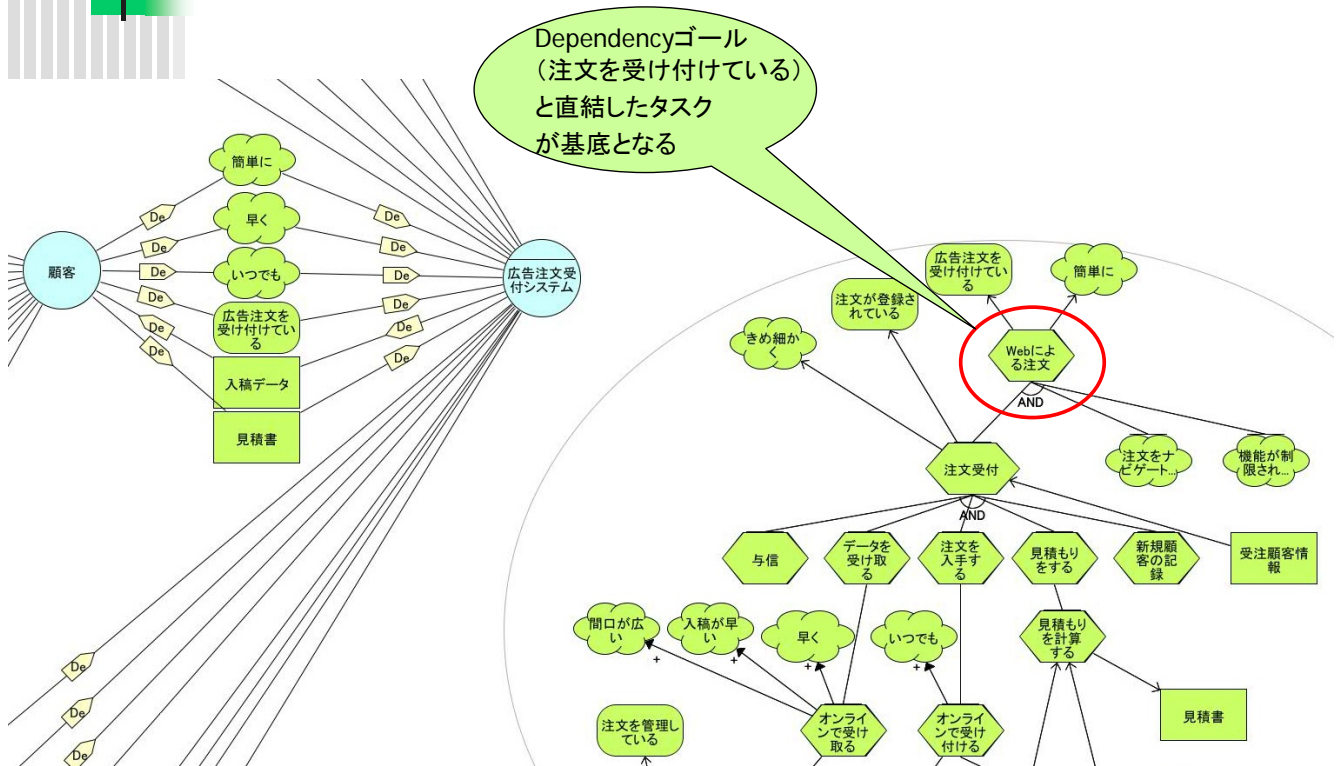 Dependencyゴール
（注文を受け付けている）
と直結したタスク
が基底となる
簡単に
De
De
早く
De
De
顧客
いつでも
De
De
広告注文受
付システム
広告注文を
受け付けてい
る
De
De
De
De
入稿データ
De
De
見積書
De
De
De
広告注文を
受け付けてい
る
簡単に
注文が登録さ
れている
きめ細か
く
Webによ
る注文
AND
注文をナ
ビゲート...
機能が制
限され...
注文受付
AND
与信
データを
受け取
る
注文を
入手す
る
見積もり
をする
新規顧
客の記
録
受注顧客情
報
間口が広
い
+
入稿が早
い
+
早く
+
いつでも
+
見積もり
を計算
する
見積書
注文を管理し
ている
オンライ
ンで受け
取る
オンライ
ンで受け
付ける